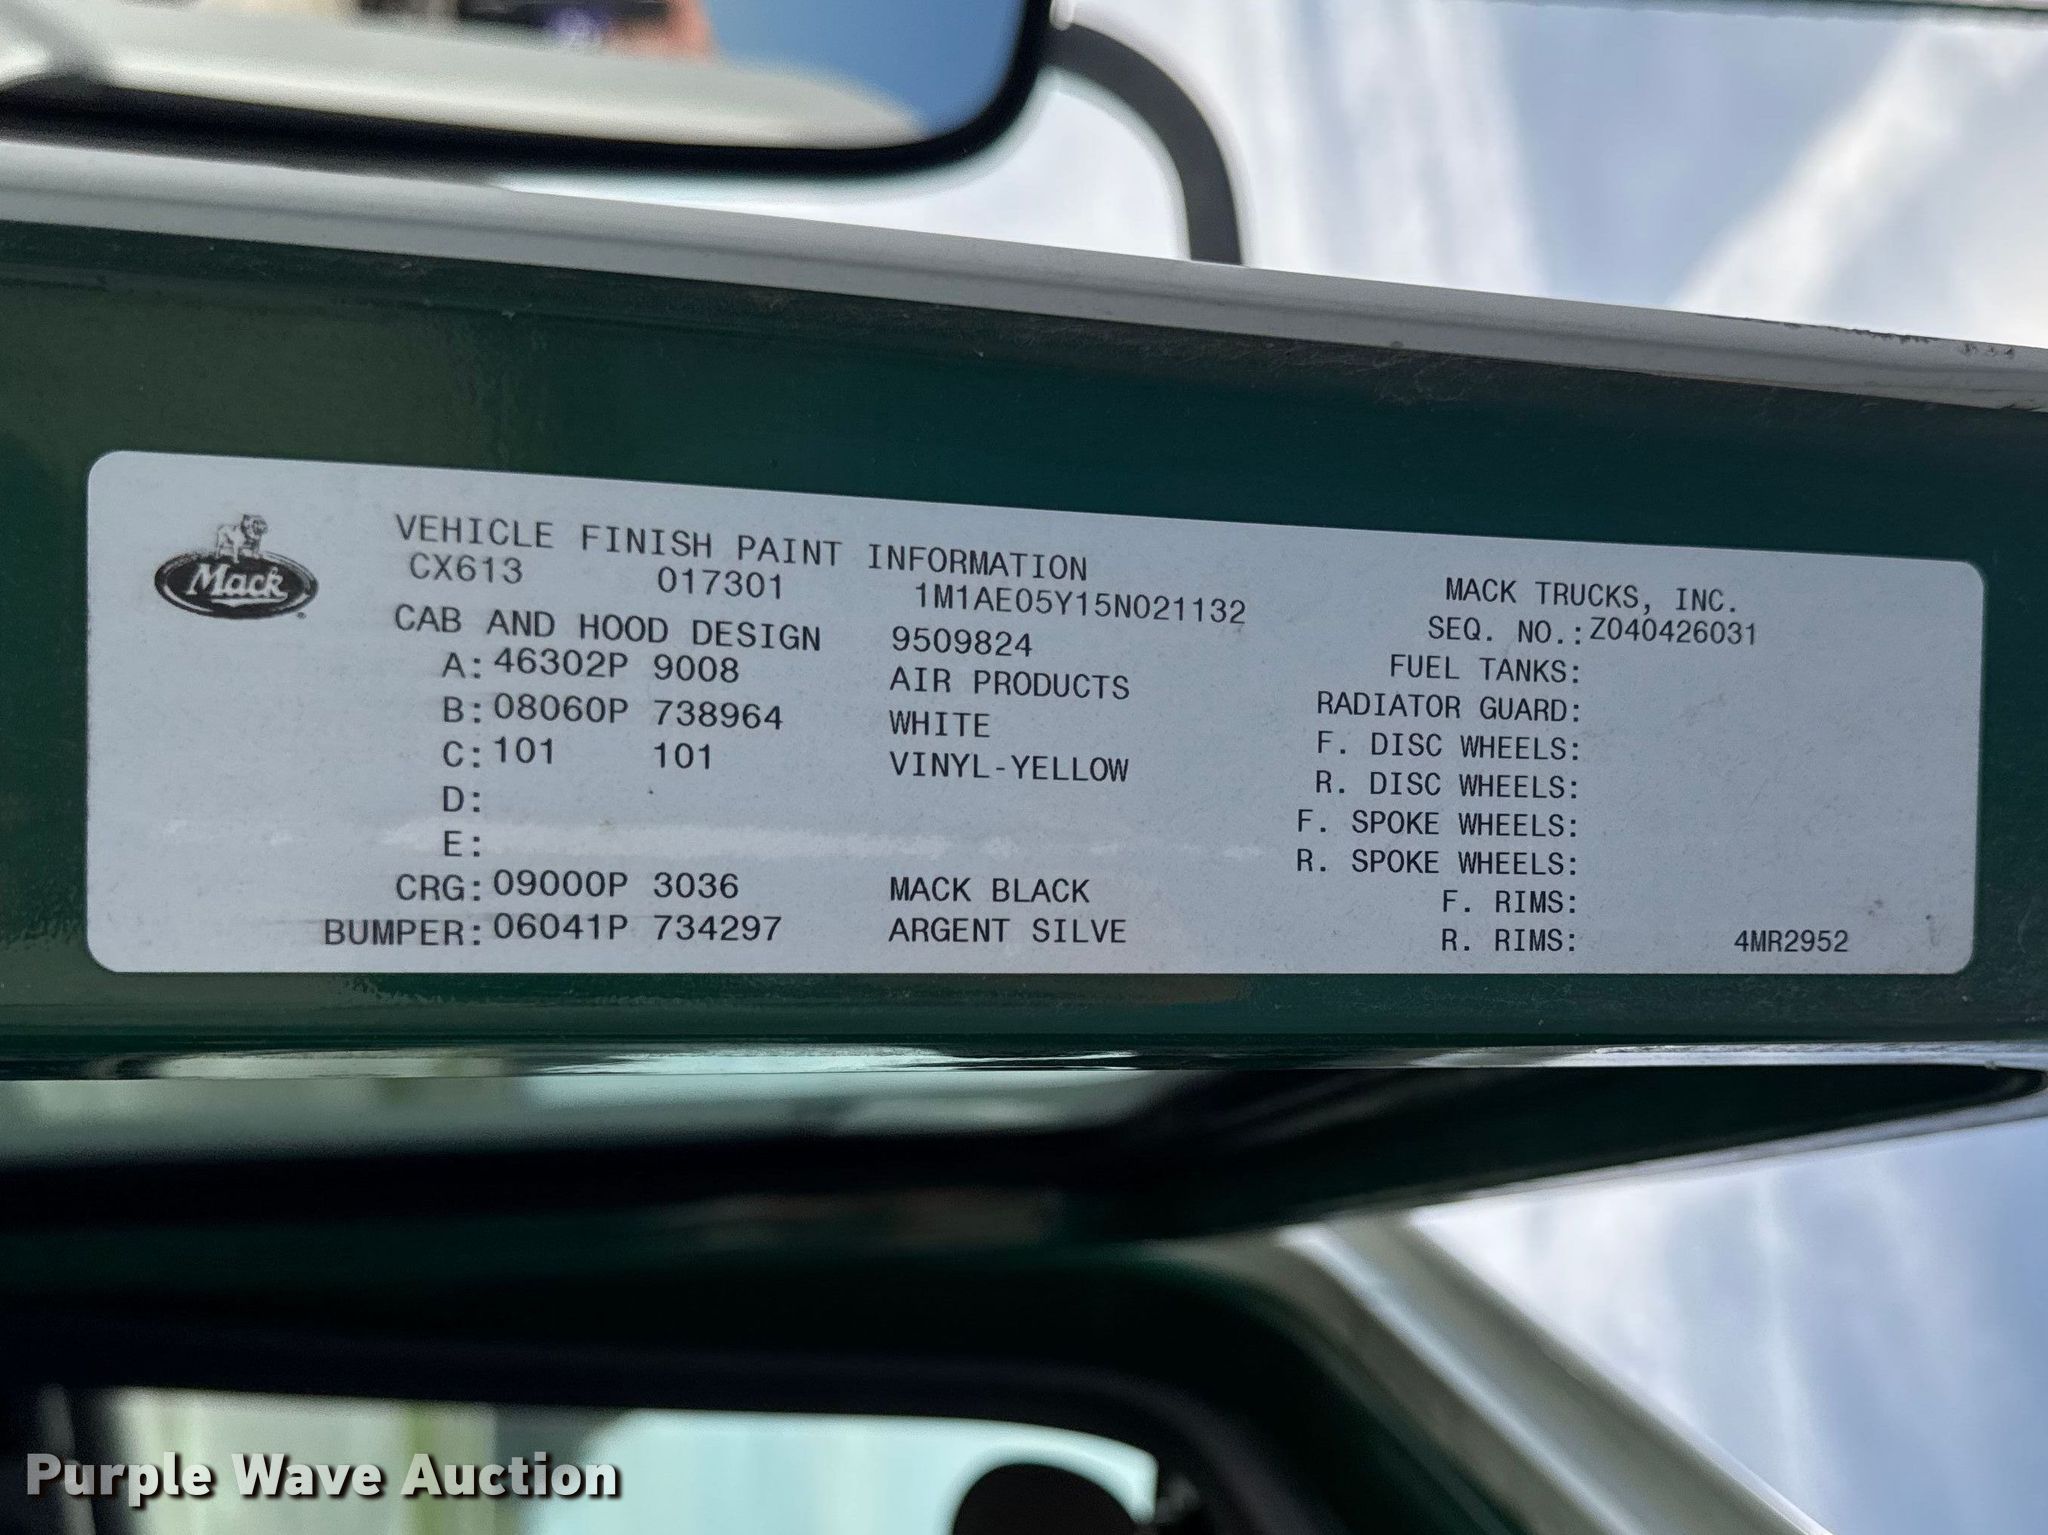 Mack
VEHICLE FINISH PAINT INFORMATION
CX613 017301 1M1AE05Y15N021132
CAB AND HOOD DESIGN 9509824
A: 46302P 9008 AIR PRODUCTS
B: 08060P 738964 WHITE
C: 101 101 VINYL-YELLOW
D:
E:
CRG: 09000P 3036 MACK BLACK
BUMPER: 06041P 734297 ARGENT SILVE
MACK TRUCKS, INC.
SEQ. NO.: Z040426031
FUEL TANKS:
RADIATOR GUARD:
F. DISC WHEELS:
R. DISC WHEELS:
F. SPOKE WHEELS:
R. SPOKE WHEELS:
F. RIMS:
R. RIMS: 4MR2952
Purple Wave Auction